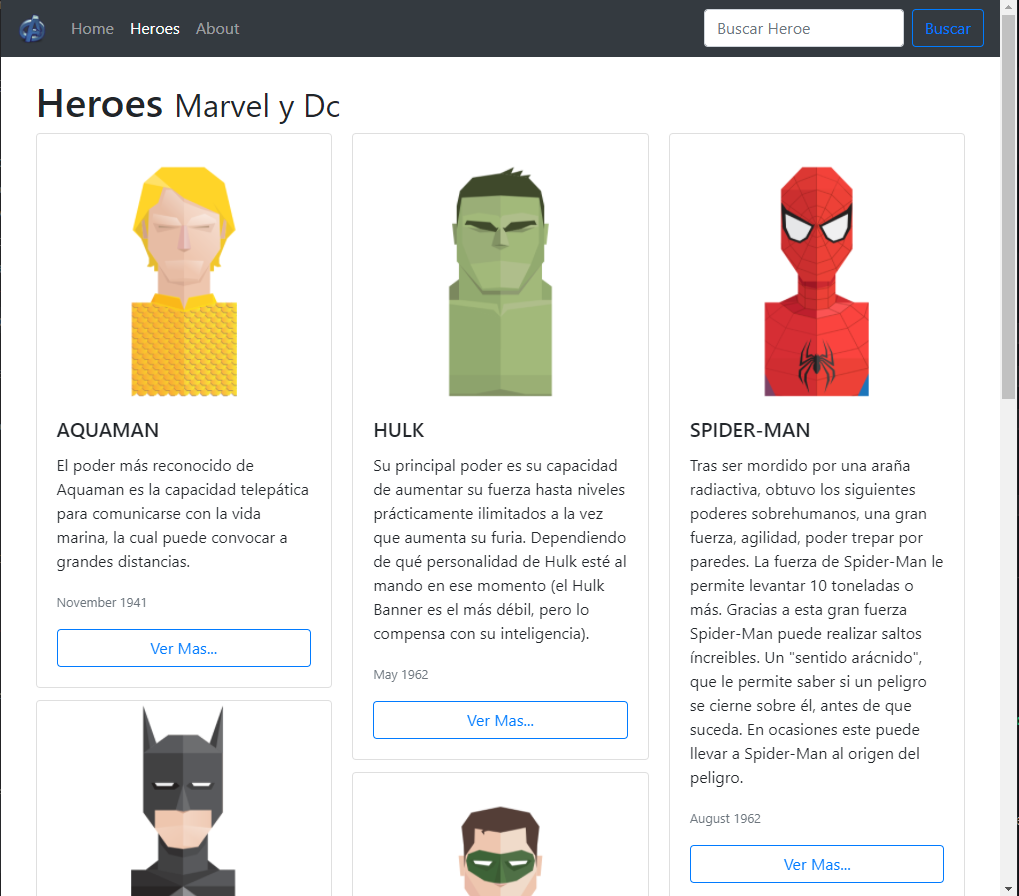 Home Heroes About Buscar Heroe Buscar
Heroes Marvel y Dc
AQUAMAN
El poder más reconocido de
Aquaman es la capacidad telepática
para comunicarse con la vida
marina, la cual puede convocar a
grandes distancias.
November 1941
Ver Mas...
HULK
Su principal poder es su capacidad
de aumentar su fuerza hasta niveles
prácticamente ilimitados a la vez
que aumenta su furia. Dependiendo
de qué personalidad de Hulk esté al
mando en ese momento (el Hulk
Banner es el más débil, pero lo
compensa con su inteligencia).
May 1962
Ver Mas...
SPIDER-MAN
Tras ser mordido por una araña
radiactiva, obtuvo los siguientes
poderes sobrehumanos, una gran
fuerza, agilidad, poder trepar por
paredes. La fuerza de Spider-Man le
permite levantar 10 toneladas o
más. Gracias a esta gran fuerza
Spider-Man puede realizar saltos
íncreibles. Un "sentido arácnido",
que le permite saber si un peligro
se cierne sobre él, antes de que
suceda. En ocasiones este puede
llevar a Spider-Man al origen del
peligro.
August 1962
Ver Mas...